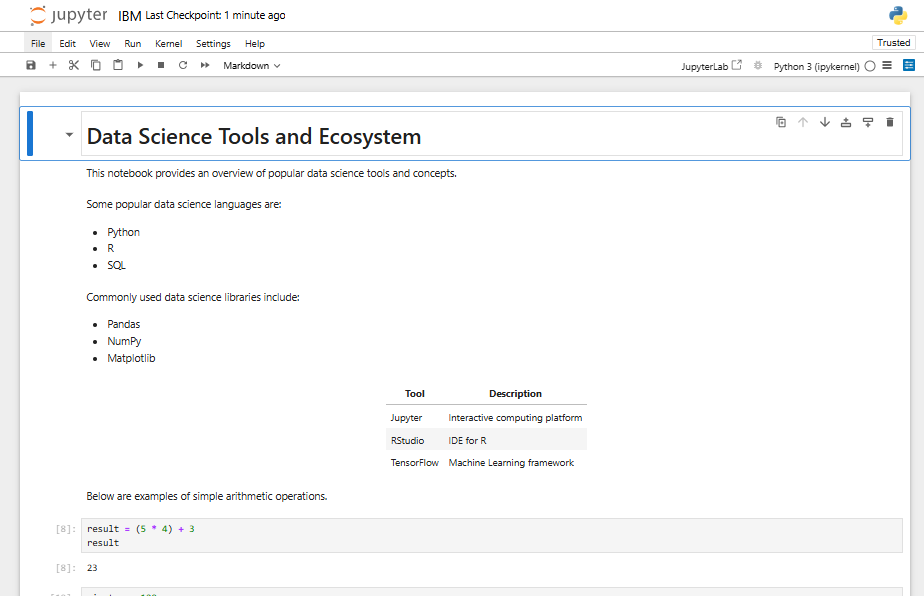 jupyter IBM Last Checkpoint: 1 minute ago
File Edit View Run Kernel Settings Help Trusted
Markdown JupyterLab Python 3 (ipykernel)
Data Science Tools and Ecosystem
This notebook provides an overview of popular data science tools and concepts.
Some popular data science languages are:
• Python
• R
• SQL
Commonly used data science libraries include:
• Pandas
• NumPy
• Matplotlib
Tool Description
Jupyter Interactive computing platform
RStudio IDE for R
TensorFlow Machine Learning framework
Below are examples of simple arithmetic operations.
[8]: result = (5 * 4) + 3
result
[8]: 23